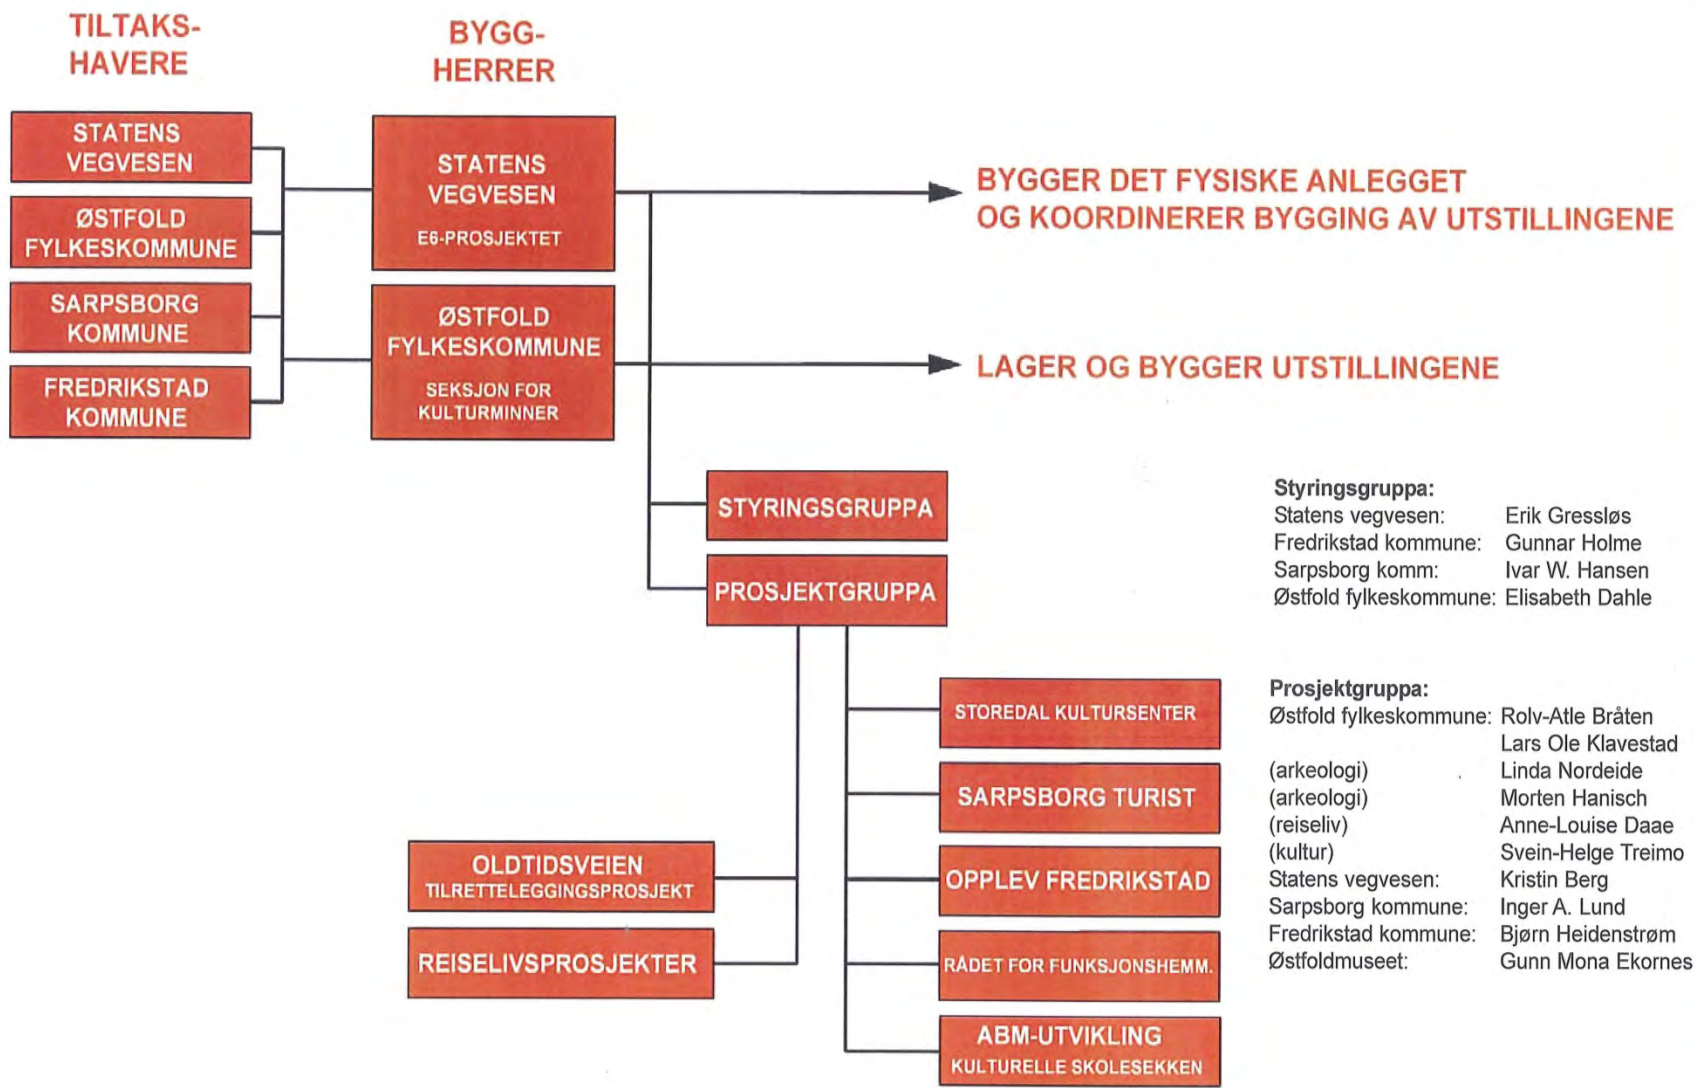 TILTAKS-
HAVERE
BYGG-
HERRER
STATENS
VEGVESEN
ØSTFOLD
FYLKESKOMMUNE
SARPSBORG
KOMMUNE
FREDRIKSTAD
KOMMUNE
STATENS
VEGVESEN
E6-PROSJEKTET
ØSTFOLD
FYLKESKOMMUNE
SEKSJON FOR
KULTURMINNER
BYGGER DET FYSISKE ANLEGGET
OG KOORDINERER BYGGING AV UTSTILLINGENE
LAGER OG BYGGER UTSTILLINGENE
STYRINGSGRUPPA
PROSJEKTGRUPPA
OLDTIDSVEIEN
TILRETTELEGGINGSPROSJEKT
REISELIVSPROSJEKTER
STOREDAL KULTURSENTER
SARPSBORG TURIST
OPPLEV FREDRIKSTAD
RÅDET FOR FUNKSJONSHEMM.
ABM-UTVIKLING
KULTURELLE SKOLESEKKEN
Styringsgruppa:
Statens vegvesen: Erik Gressløs
Fredrikstad kommune: Gunnar Holme
Sarpsborg komm: Ivar W. Hansen
Østfold fylkeskommune: Elisabeth Dahle
Prosjektgruppa:
Østfold fylkeskommune: Rolv-Atle Bråten
Lars Ole Klavestad
(arkeologi) Linda Nordeide
(arkeologi) Morten Hanisch
(reiseliv) Anne-Louise Daae
(kultur) Svein-Helge Treimo
Statens vegvesen: Kristin Berg
Sarpsborg kommune: Inger A. Lund
Fredrikstad kommune: Bjørn Heidenstrøm
Østfoldmuseet: Gunn Mona Ekornes